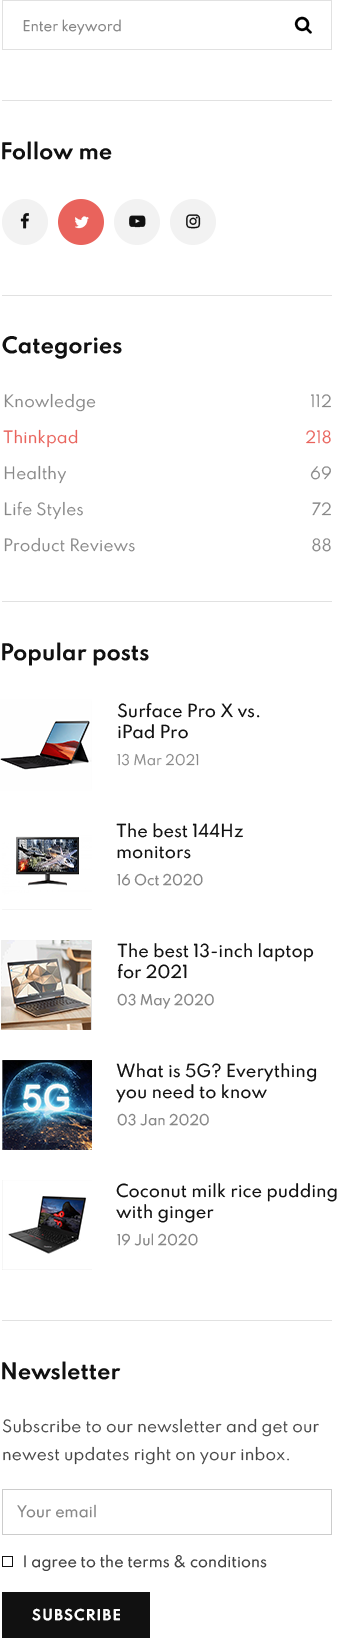 Enter keyword
Follow me
Categories
Knowledge 112
Thinkpad 218
Healthy 69
Life Styles 72
Product Reviews 88
Popular posts
Surface Pro X vs.
iPad Pro
13 Mar 2021
The best 144Hz
monitors
16 Oct 2020
The best 13-inch laptop
for 2021
03 May 2020
5G
What is 5G? Everything
you need to know
03 Jan 2020
Coconut milk rice pudding
with ginger
19 Jul 2020
Newsletter
Subscribe to our newsletter and get our
newest updates right on your inbox.
Your email
I agree to the terms & conditions
SUBSCRIBE